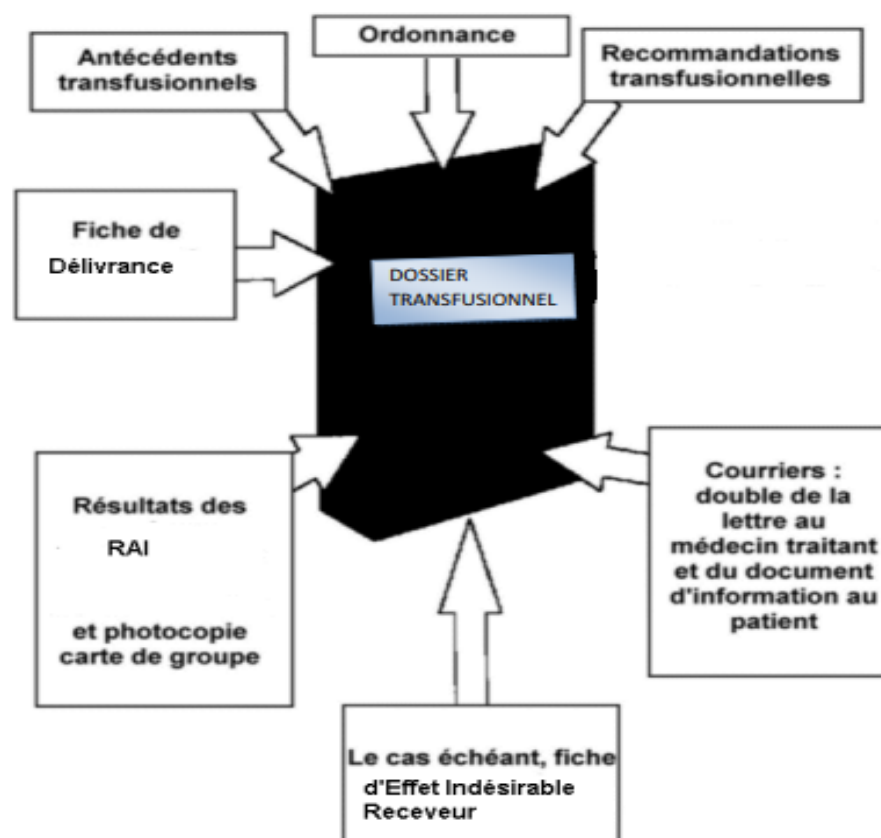 Ordonnance
Antécédents
transfusionnels
Recommandations
transfusionnelles
Fiche de
Délivrance
DOSSIER
TRANSFUSIONNEL
Résultats des
RAI
et photocopie
carte de groupe
Courriers :
double de la
lettre au
médecin traitant
et du document
d'information au
patient
Le cas échéant, fiche
d'Effet Indésirable
Receveur